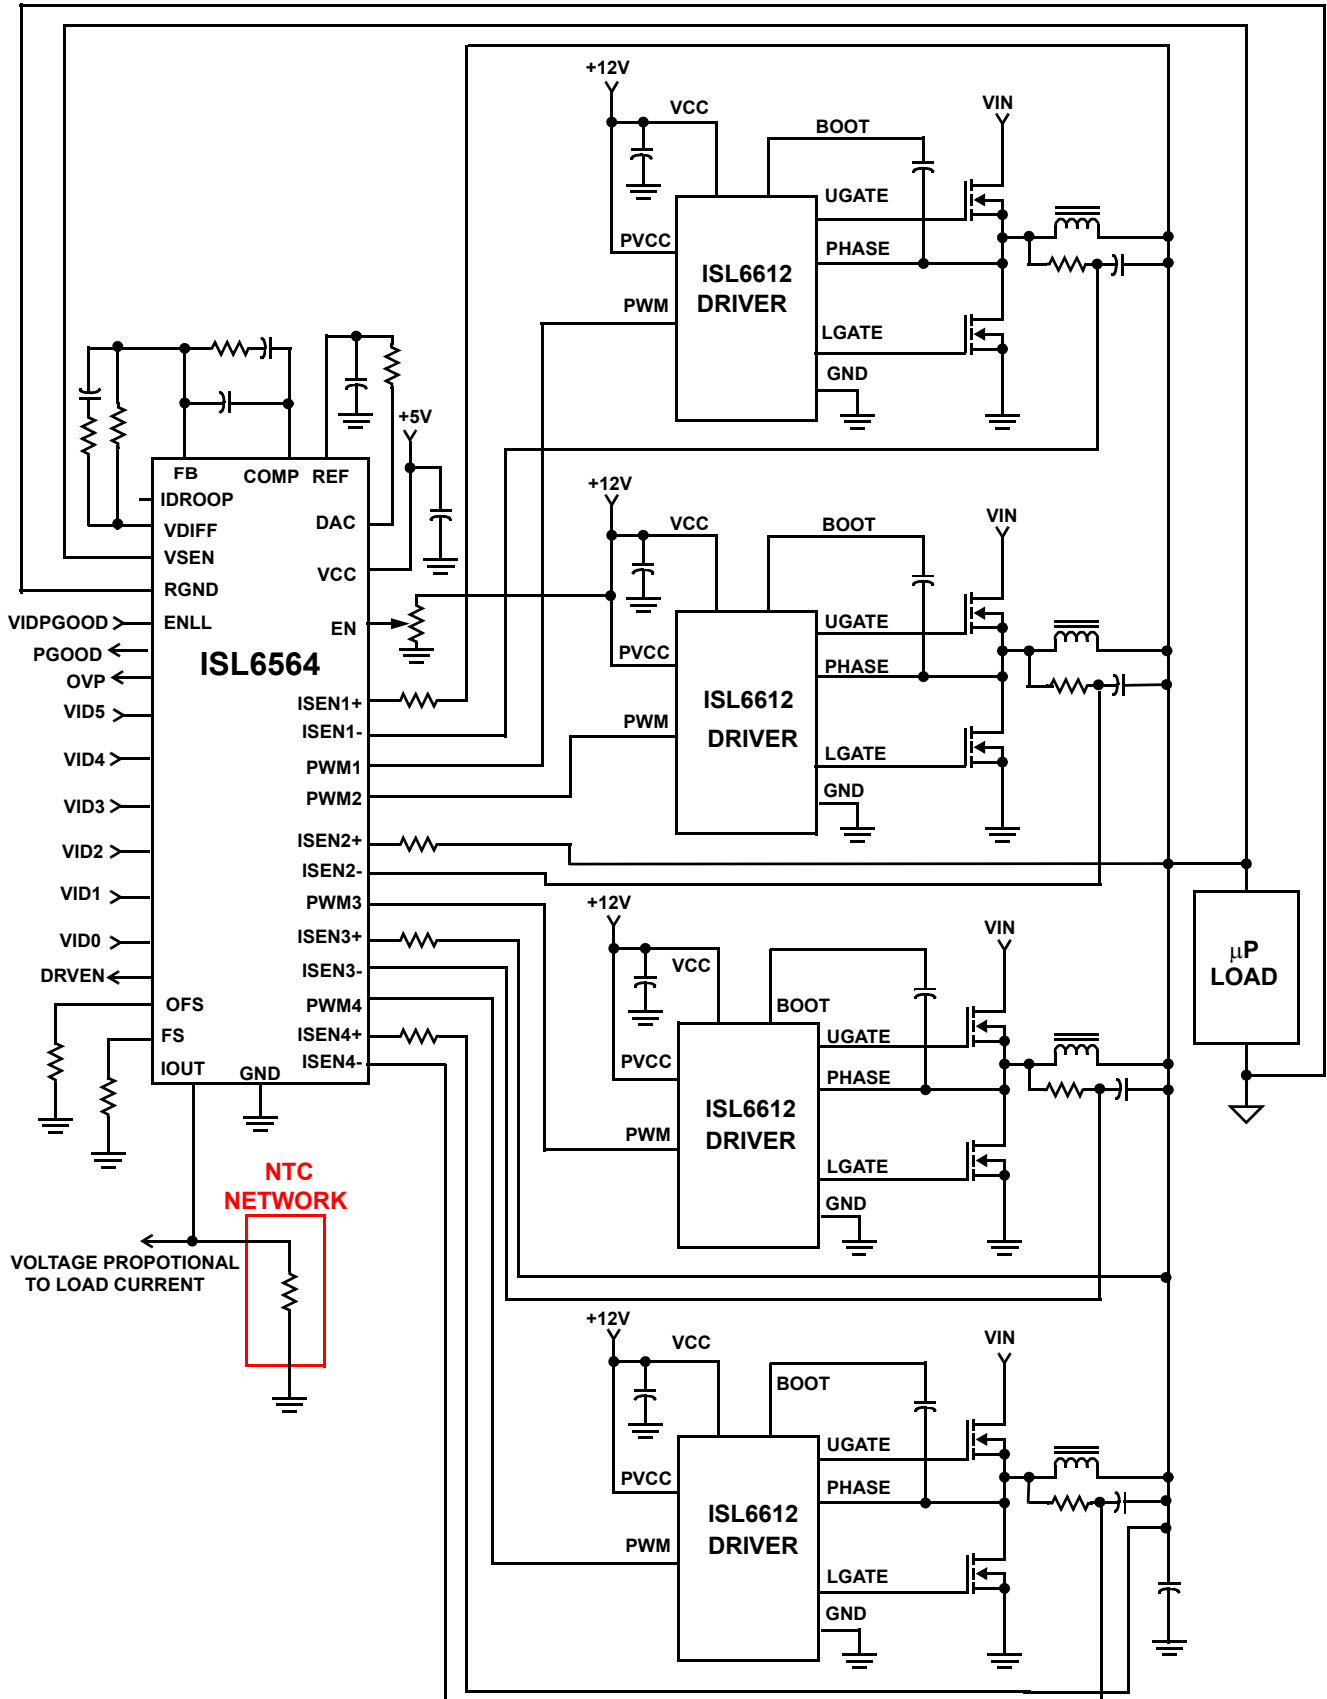 +12V
VCC
BOOT
VIN
UGATE
PVCC
PHASE
ISL6612
DRIVER
PWM
LGATE
GND
+5V
FB
COMP
REF
IDROOP
VDIFF
DAC
VSEN
VCC
RGND
VIDPGOOD
ENLL
EN
PGOOD
ISL6564
OVP
VID5
ISEN1+
ISEN1-
VID4
PWM1
VID3
PWM2
VID2
ISEN2+
ISEN2-
VID1
PWM3
VID0
ISEN3+
DRVEN
ISEN3-
OFS
PWM4
FS
ISEN4+
IOUT
GND
ISEN4-
NTC
NETWORK
VOLTAGE PROPOTIONAL
TO LOAD CURRENT
+12V
VCC
BOOT
VIN
UGATE
PVCC
PHASE
ISL6612
DRIVER
PWM
LGATE
GND
μP
LOAD
+12V
VCC
BOOT
VIN
UGATE
PVCC
PHASE
ISL6612
DRIVER
PWM
LGATE
GND
+12V
VCC
BOOT
VIN
UGATE
PVCC
PHASE
ISL6612
DRIVER
PWM
LGATE
GND